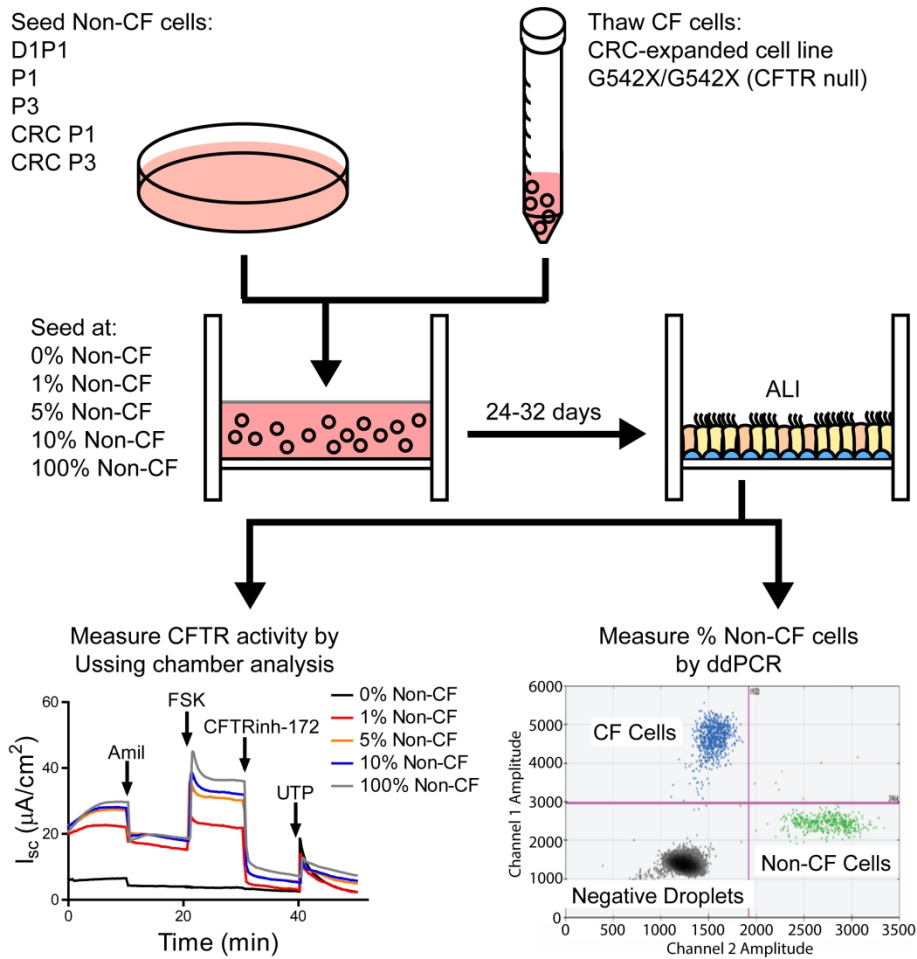 Seed Non-CF cells:
D1P1
P1
P3
CRC P1
CRC P3
Thaw CF cells:
CRC-expanded cell line
G542X/G542X (CFTR null)
Seed at:
0% Non-CF
1% Non-CF
5% Non-CF
10% Non-CF
100% Non-CF
24-32 days
ALI
Measure CFTR activity by
Ussing chamber analysis
60
40
20
0
Isc (µA/cm²)
Amil
FSK
CFTRinh-172
UTP
0% Non-CF
1% Non-CF
5% Non-CF
10% Non-CF
100% Non-CF
0 20 40
Time (min)
Measure % Non-CF cells
by ddPCR
6000
5000
4000
3000
2000
1000
0
Channel 1 Amplitude
CF Cells
Non-CF Cells
Negative Droplets
0 500 1000 1500 2000 2500 3000 3500
Channel 2 Amplitude